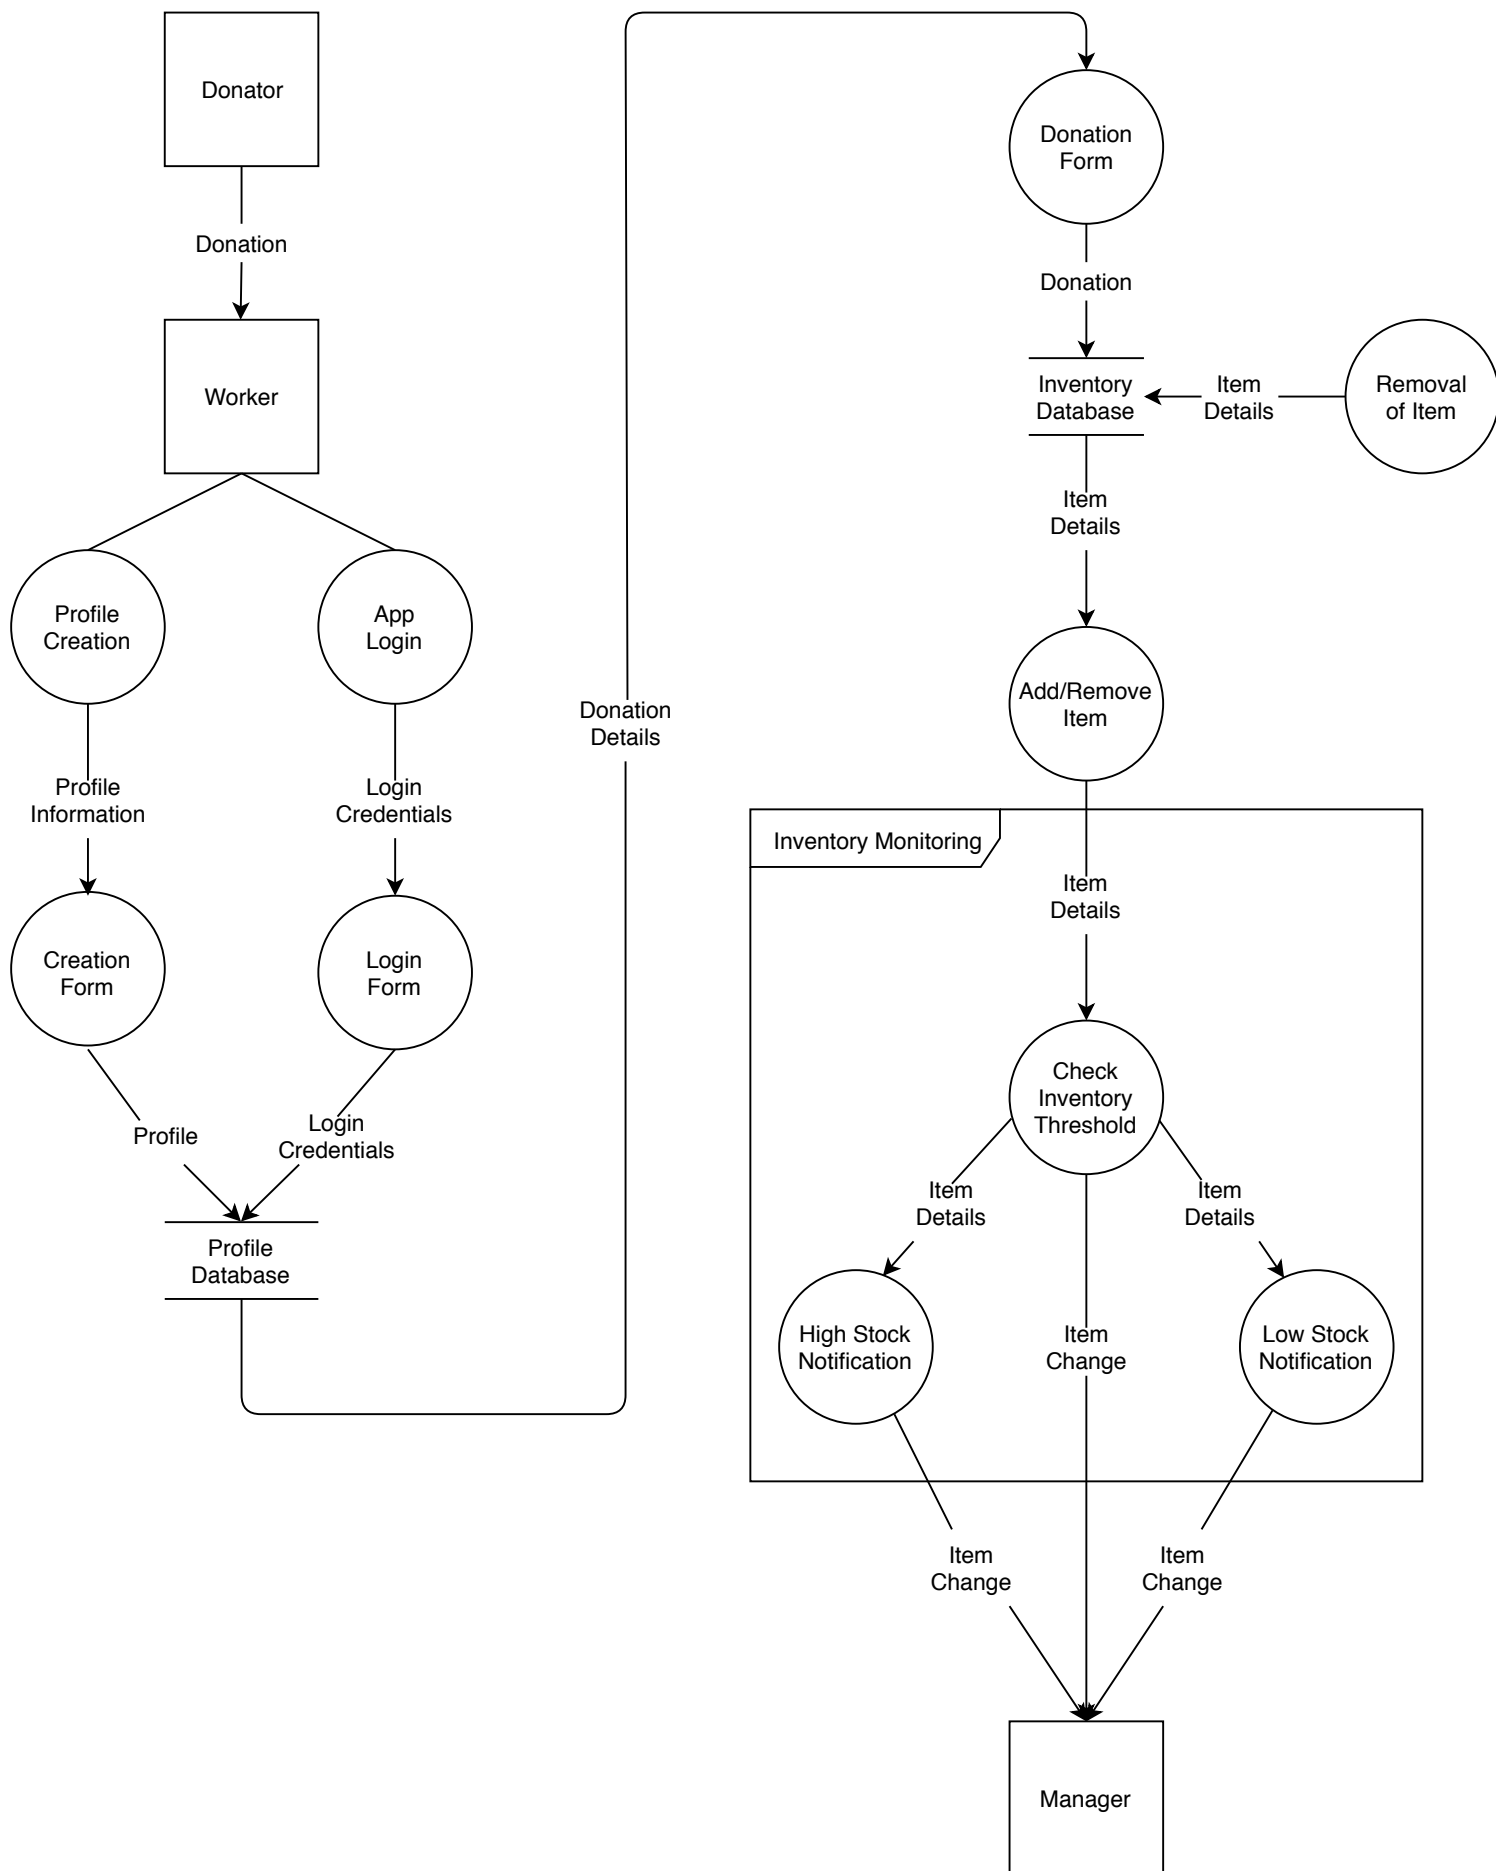 Donator
Donation
Worker
Profile
Creation
App
Login
Profile
Information
Login
Credentials
Creation
Form
Login
Form
Profile
Login
Credentials
Profile
Database
Donation
Details
Donation
Form
Donation
Inventory
Database
Item
Details
Removal
of Item
Item
Details
Add/Remove
Item
Inventory Monitoring
Item
Details
Check
Inventory
Threshold
Item
Details
Item
Details
High Stock
Notification
Item
Change
Low Stock
Notification
Item
Change
Item
Change
Manager